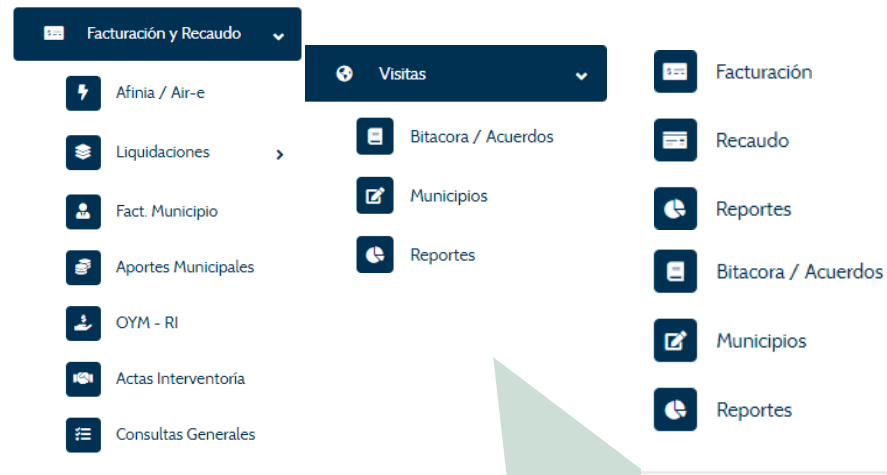 Facturación y Recaudo
Afinia / Air-e
Liquidaciones
Fact. Municipio
Aportes Municipales
OYM - RI
Actas Interventoría
Consultas Generales
Visitas
Bitacora / Acuerdos
Municipios
Reportes
Facturación
Recaudo
Reportes
Bitacora / Acuerdos
Municipios
Reportes